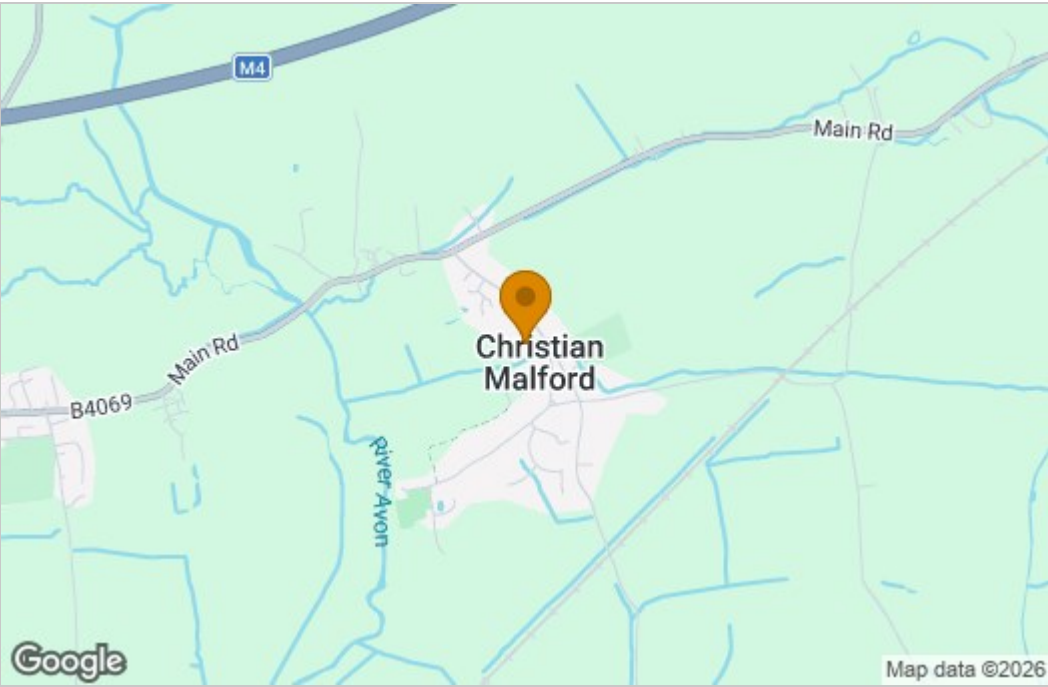 M4
Main Rd
Christian
Malford
Main Rd
B4069
River Avon
Google
Map data ©2026